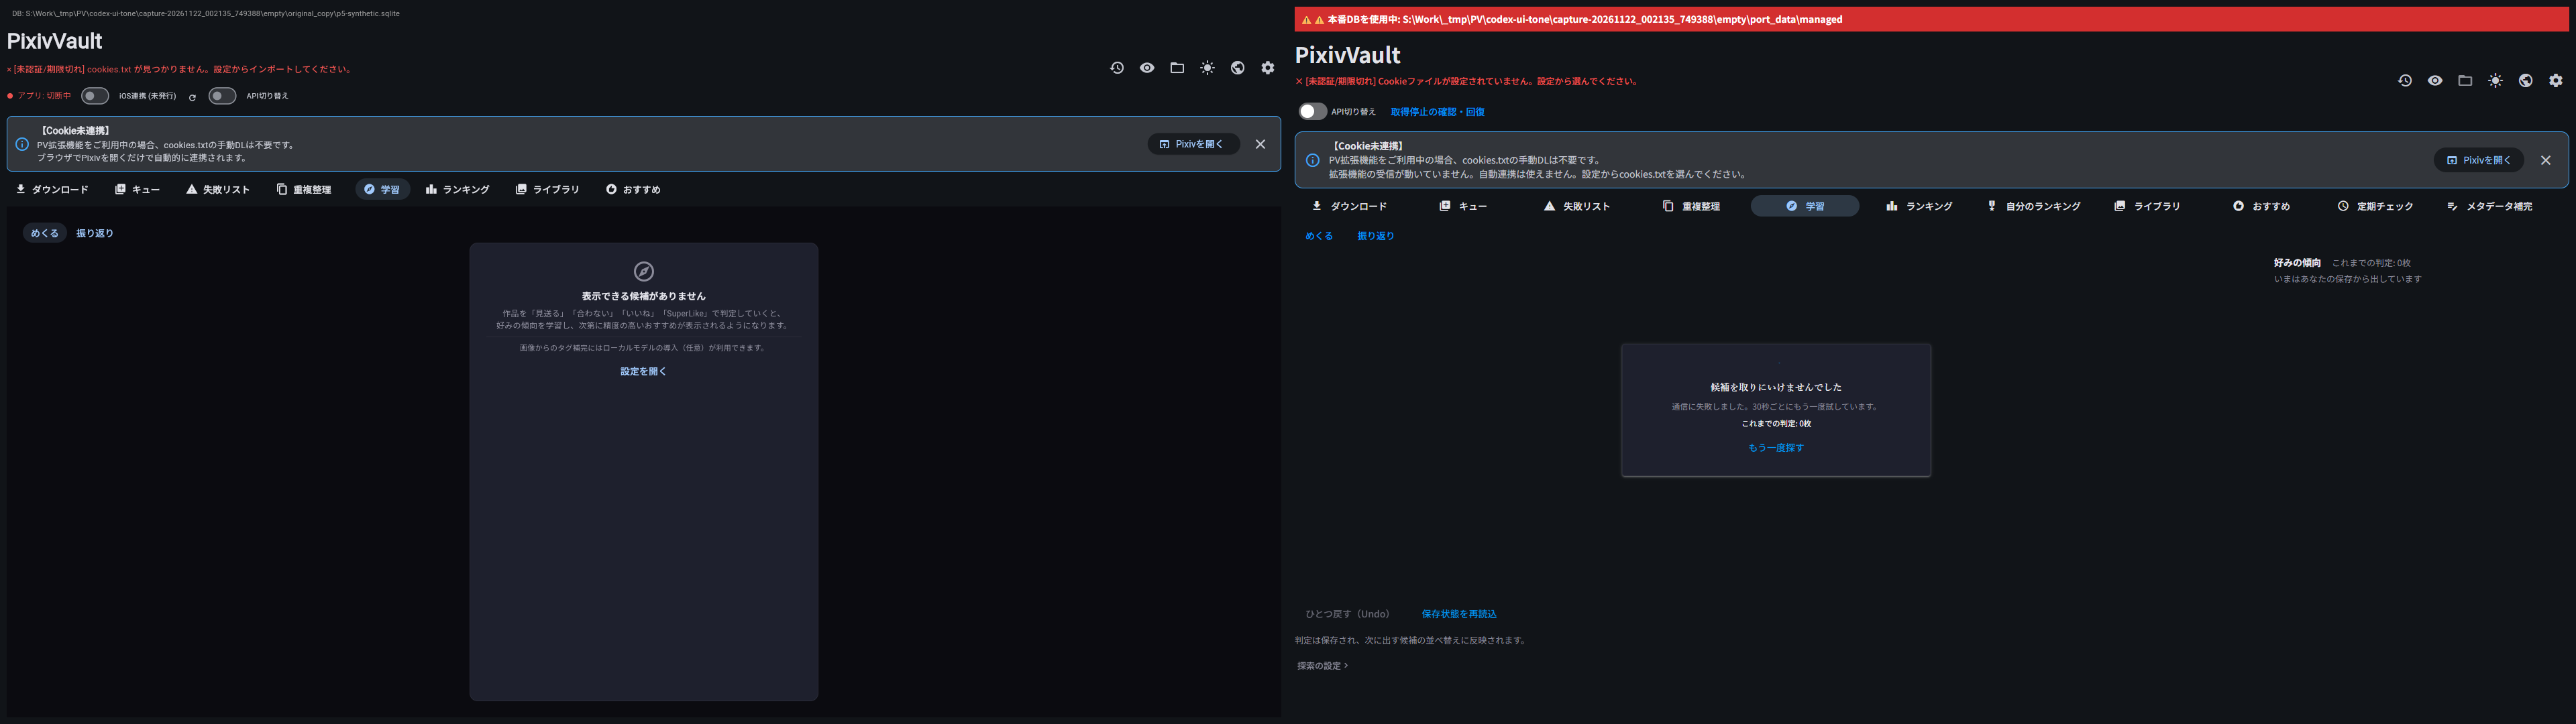 DB: S:\Work\_tmp\PV\codex-ui-tone\capture-20261122_002135_749388\empty\original_copy\p5-synthetic.sqlite
PixivVault
× [未認証/期限切れ] cookies.txt が見つかりません。設定からインポートしてください。
アプリ: 切断中
iOS連携 (未発行)
API切り替え
【Cookie未連携】
PV拡張機能をご利用中の場合、cookies.txtの手動DLは不要です。
ブラウザでPixivを開くだけで自動的に連携されます。
Pixivを開く
ダウンロード
キュー
失敗リスト
重複整理
学習
ランキング
ライブラリ
おすすめ
めくる
振り返り
表示できる候補がありません
作品を「見送る」「合わない」「いいね」「SuperLike」で判定していくと、
好みの傾向を学習し、次第に精度の高いおすすめが表示されるようになります。
画像からのタグ補完にはローカルモデルの導入（任意）が利用できます。
設定を開く
本番DBを使用中: S:\Work\_tmp\PV\codex-ui-tone\capture-20261122_002135_749388\empty\port_data\managed
PixivVault
× [未認証/期限切れ] Cookieファイルが設定されていません。設定から選んでください。
API切り替え
取得停止の確認・回復
【Cookie未連携】
PV拡張機能をご利用中の場合、cookies.txtの手動DLは不要です。
拡張機能の受信が動いていません。自動連携は使えません。設定からcookies.txtを選んでください。
Pixivを開く
ダウンロード
キュー
失敗リスト
重複整理
学習
ランキング
自分のランキング
ライブラリ
おすすめ
定期チェック
メタデータ補完
めくる
振り返り
好みの傾向
これまでの判定: 0枚
いまはあなたの保存から出しています
候補を取りにいけませんでした
通信に失敗しました。30秒ごとにもう一度試しています。
これまでの判定: 0枚
もう一度探す
ひとつ戻す（Undo）
保存状態を再読込
判定は保存され、次に出す候補の並べ替えに反映されます。
探索の設定 ›